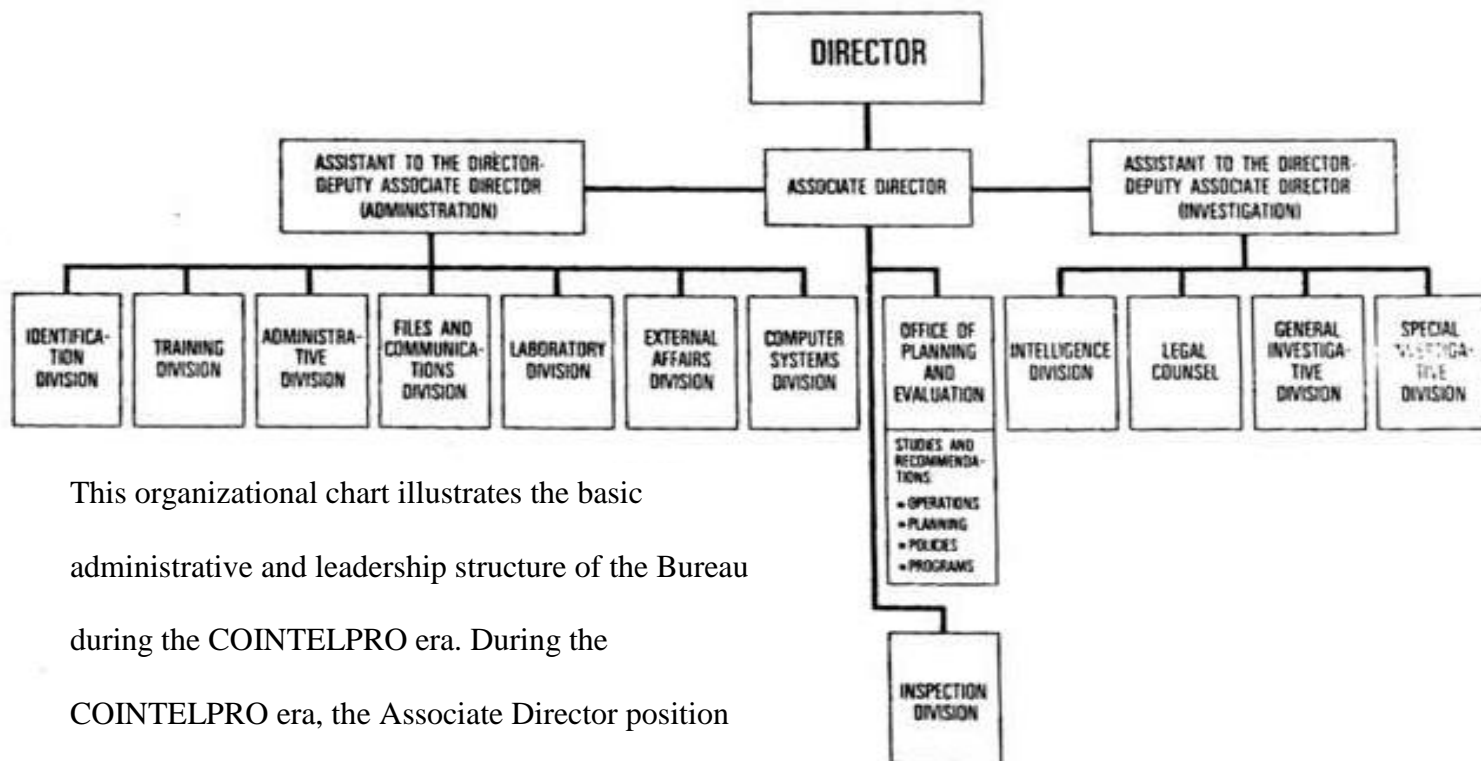 DIRECTOR
ASSISTANT TO THE DIRECTOR-
DEPUTY ASSOCIATE DIRECTOR
(ADMINISTRATION)
ASSOCIATE DIRECTOR
ASSISTANT TO THE DIRECTOR-
DEPUTY ASSOCIATE DIRECTOR
(INVESTIGATION)
IDENTIFICA-
TION
DIVISION
TRAINING
DIVISION
ADMINISTRA-
TIVE
DIVISION
FILES AND
COMMUNICA-
TIONS
DIVISION
LABORATORY
DIVISION
EXTERNAL
AFFAIRS
DIVISION
COMPUTER
SYSTEMS
DIVISION
OFFICE OF
PLANNING
AND
EVALUATION
STUDIES AND
RECOMMENDA-
TIONS
• OPERATIONS
• PLANNING
• POLICIES
• PROGRAMS
INTELLIGENCE
DIVISION
LEGAL
COUNSEL
GENERAL
INVESTIGA-
TIVE
DIVISION
SPECIAL
INVESTIGA-
TIVE
DIVISION
INSPECTION
DIVISION
This organizational chart illustrates the basic
administrative and leadership structure of the Bureau
during the COINTELPRO era. During the
COINTELPRO era, the Associate Director position